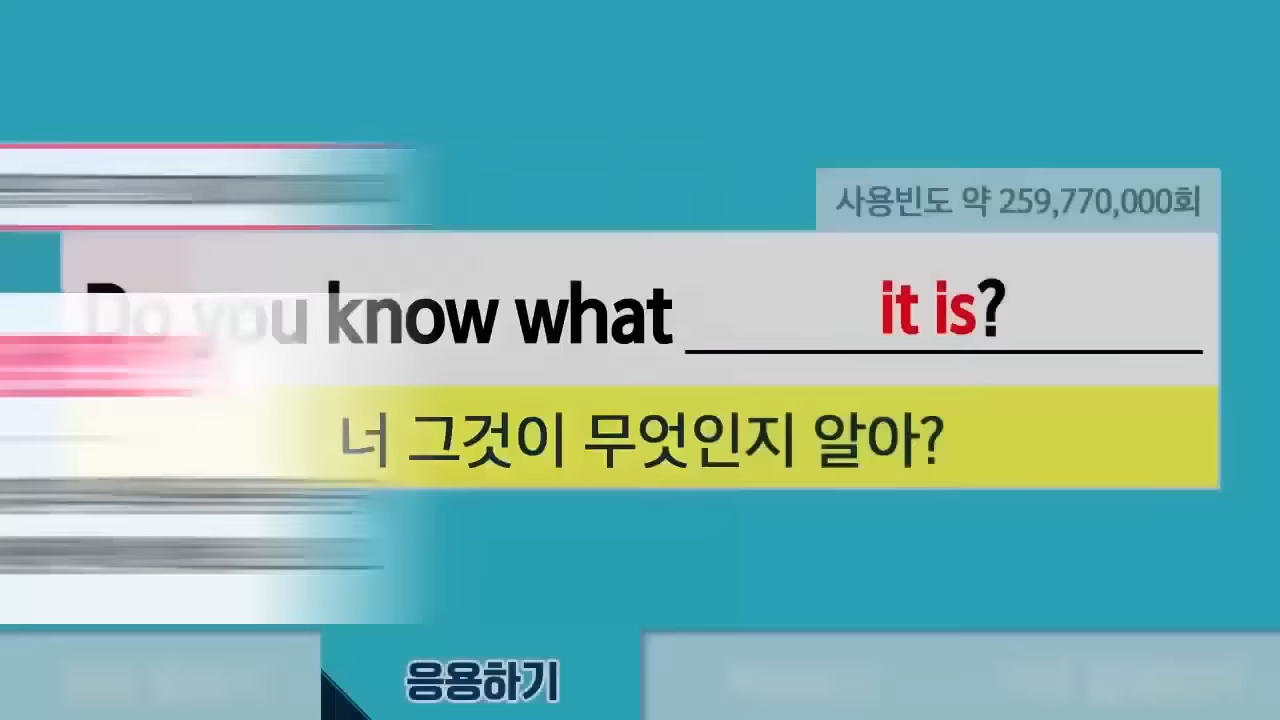 사용빈도 약 259,770,000회
Do you know what it is?
너 그것이 무엇인지 알아?
응용하기